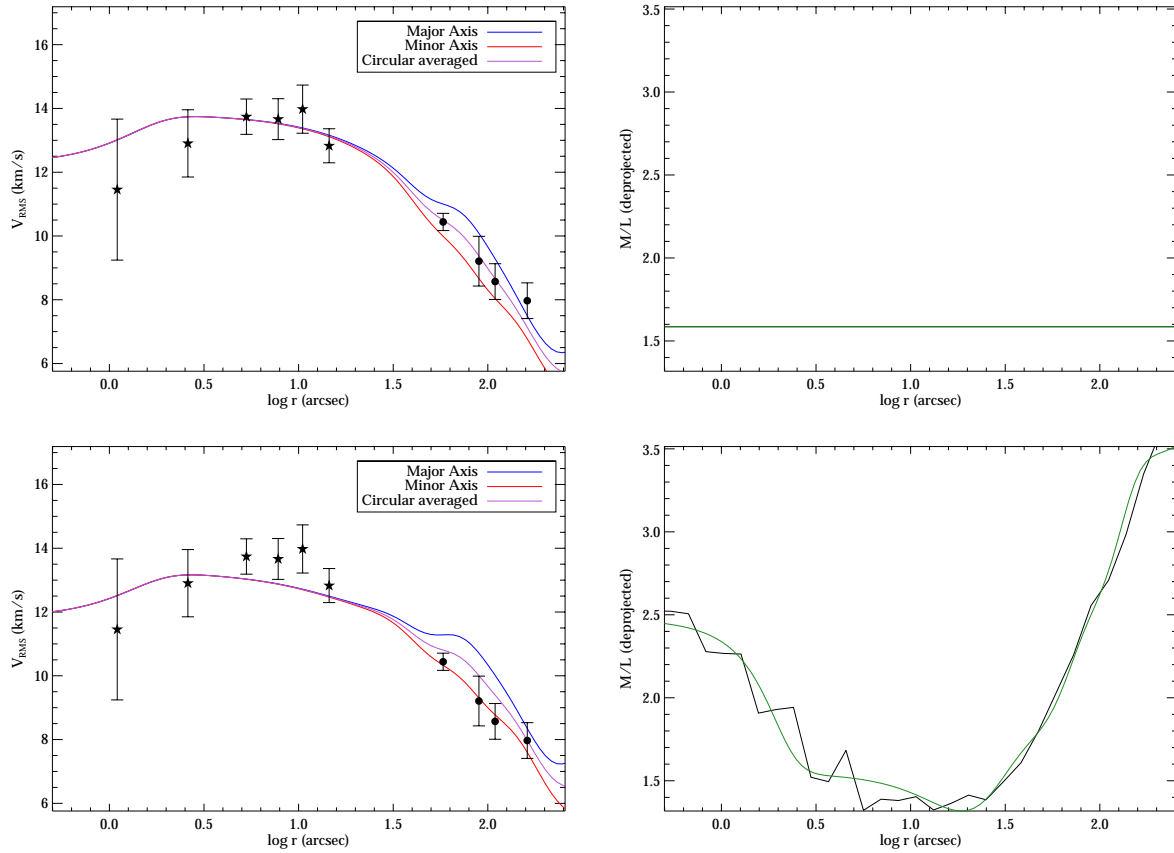 16
14
12
10
8
6
V_RMS (km/s)
Major Axis
Minor Axis
Circular averaged
0.0 0.5 1.0 1.5 2.0
log r (arcsec)
3.5
3.0
2.5
2.0
1.5
M/L (deprojected)
0.0 0.5 1.0 1.5 2.0
log r (arcsec)
16
14
12
10
8
6
V_RMS (km/s)
Major Axis
Minor Axis
Circular averaged
0.0 0.5 1.0 1.5 2.0
log r (arcsec)
3.5
3.0
2.5
2.0
1.5
M/L (deprojected)
0.0 0.5 1.0 1.5 2.0
log r (arcsec)